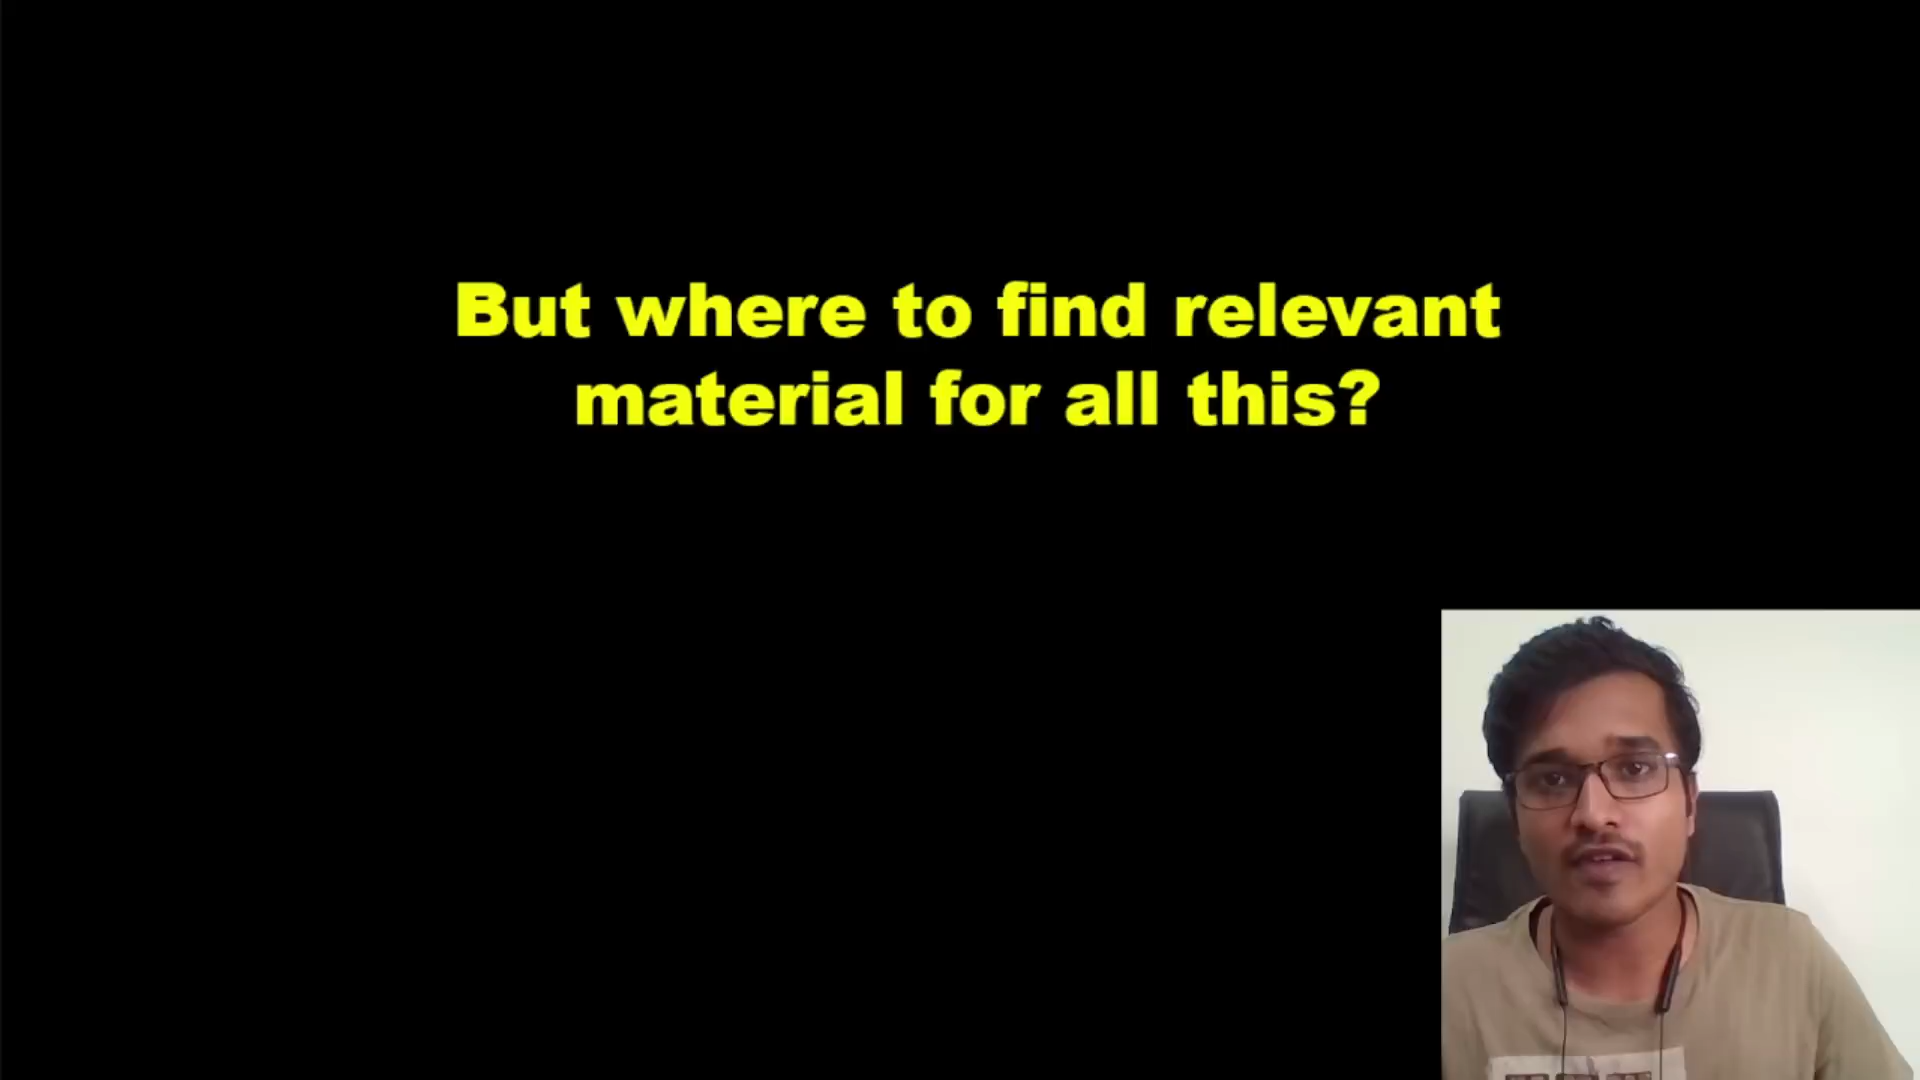 But where to find relevant
material for all this?